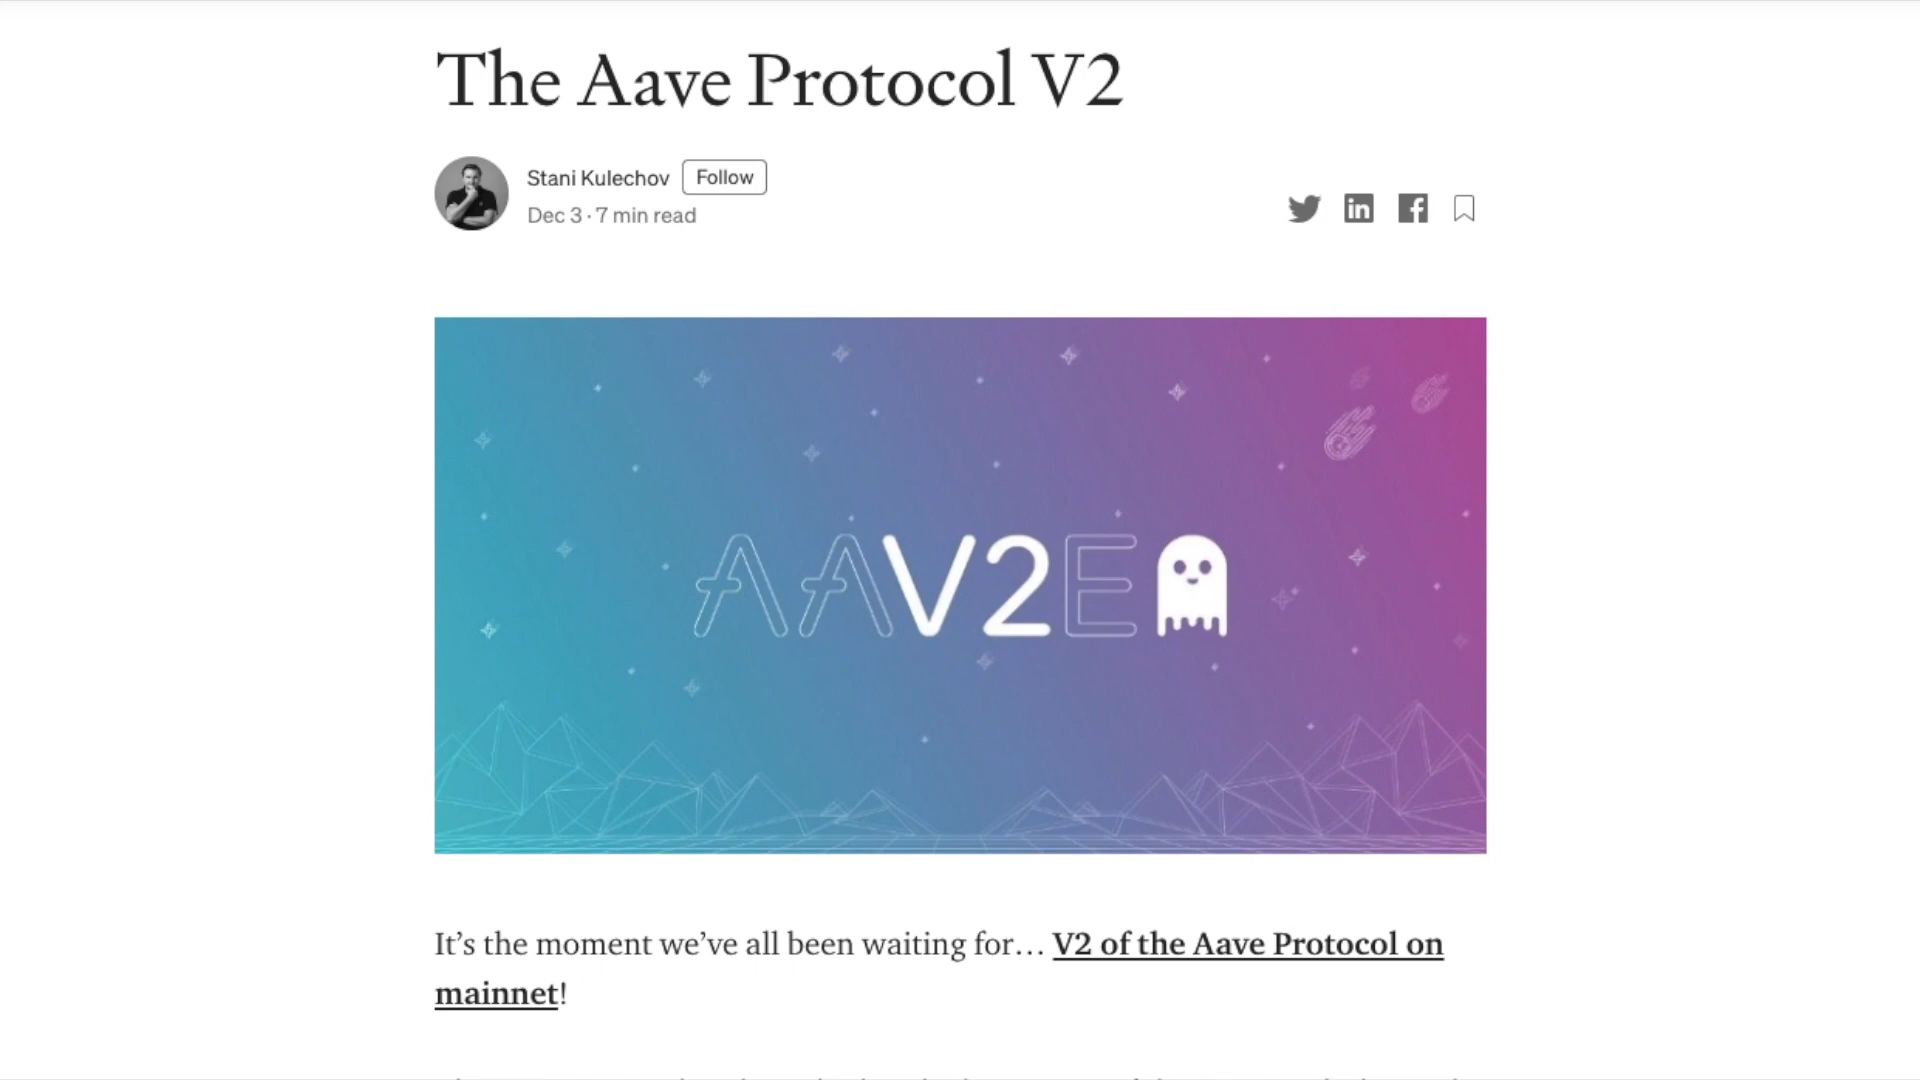 The Aave Protocol V2
Stani Kulechov Follow
Dec 3 · 7 min read
AAV2E
It’s the moment we’ve all been waiting for… V2 of the Aave Protocol on
mainnet!